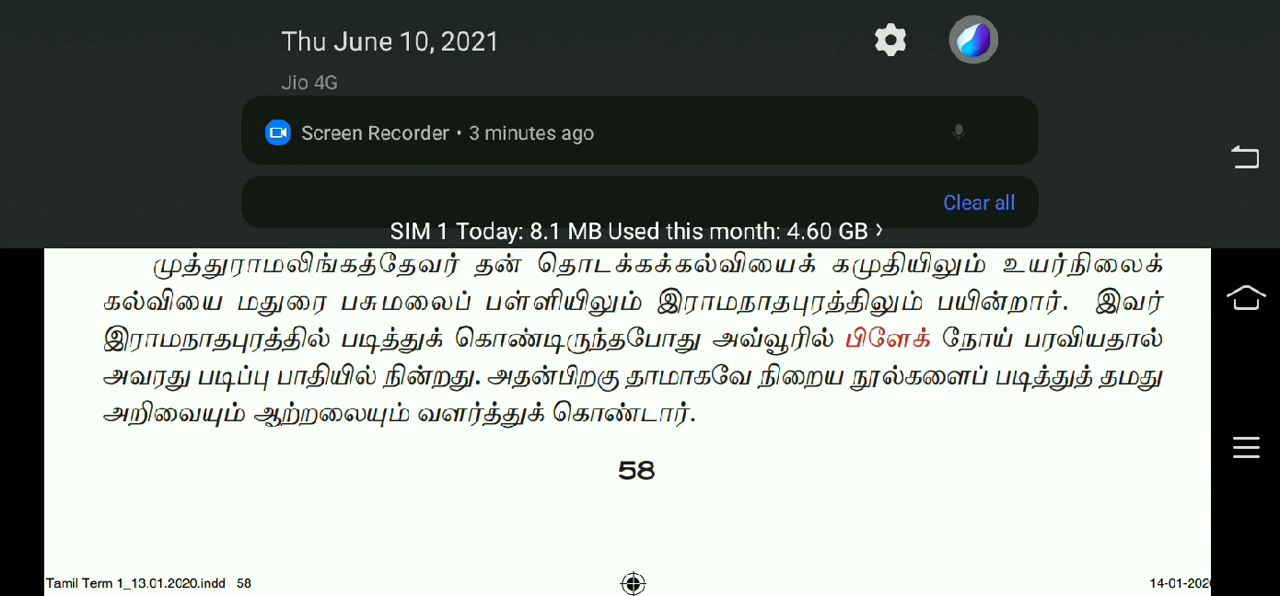 Thu June 10, 2021
Jio 4G
Screen Recorder • 3 minutes ago
Clear all
SIM 1 Today: 8.1 MB Used this month: 4.60 GB >
முத்துராமலிங்கத்தேவர் தன் தொடக்கக்கல்வியைக் கமுதியிலும் உயர்நிலைக்
கல்வியை மதுரை பசுமலைப் பள்ளியிலும் இராமநாதபுரத்திலும் பயின்றார். இவர்
இராமநாதபுரத்தில் படித்துக் கொண்டிருந்தபோது அவ்வூரில் பிளேக் நோய் பரவியதால்
அவரது படிப்பு பாதியில் நின்றது. அதன்பிறகு தாமாகவே நிறைய நூல்களைப் படித்துத் தமது
அறிவையும் ஆற்றலையும் வளர்த்துக் கொண்டார்.
58
Tamil Term 1_13.01.2020.indd 58
14-01-2020